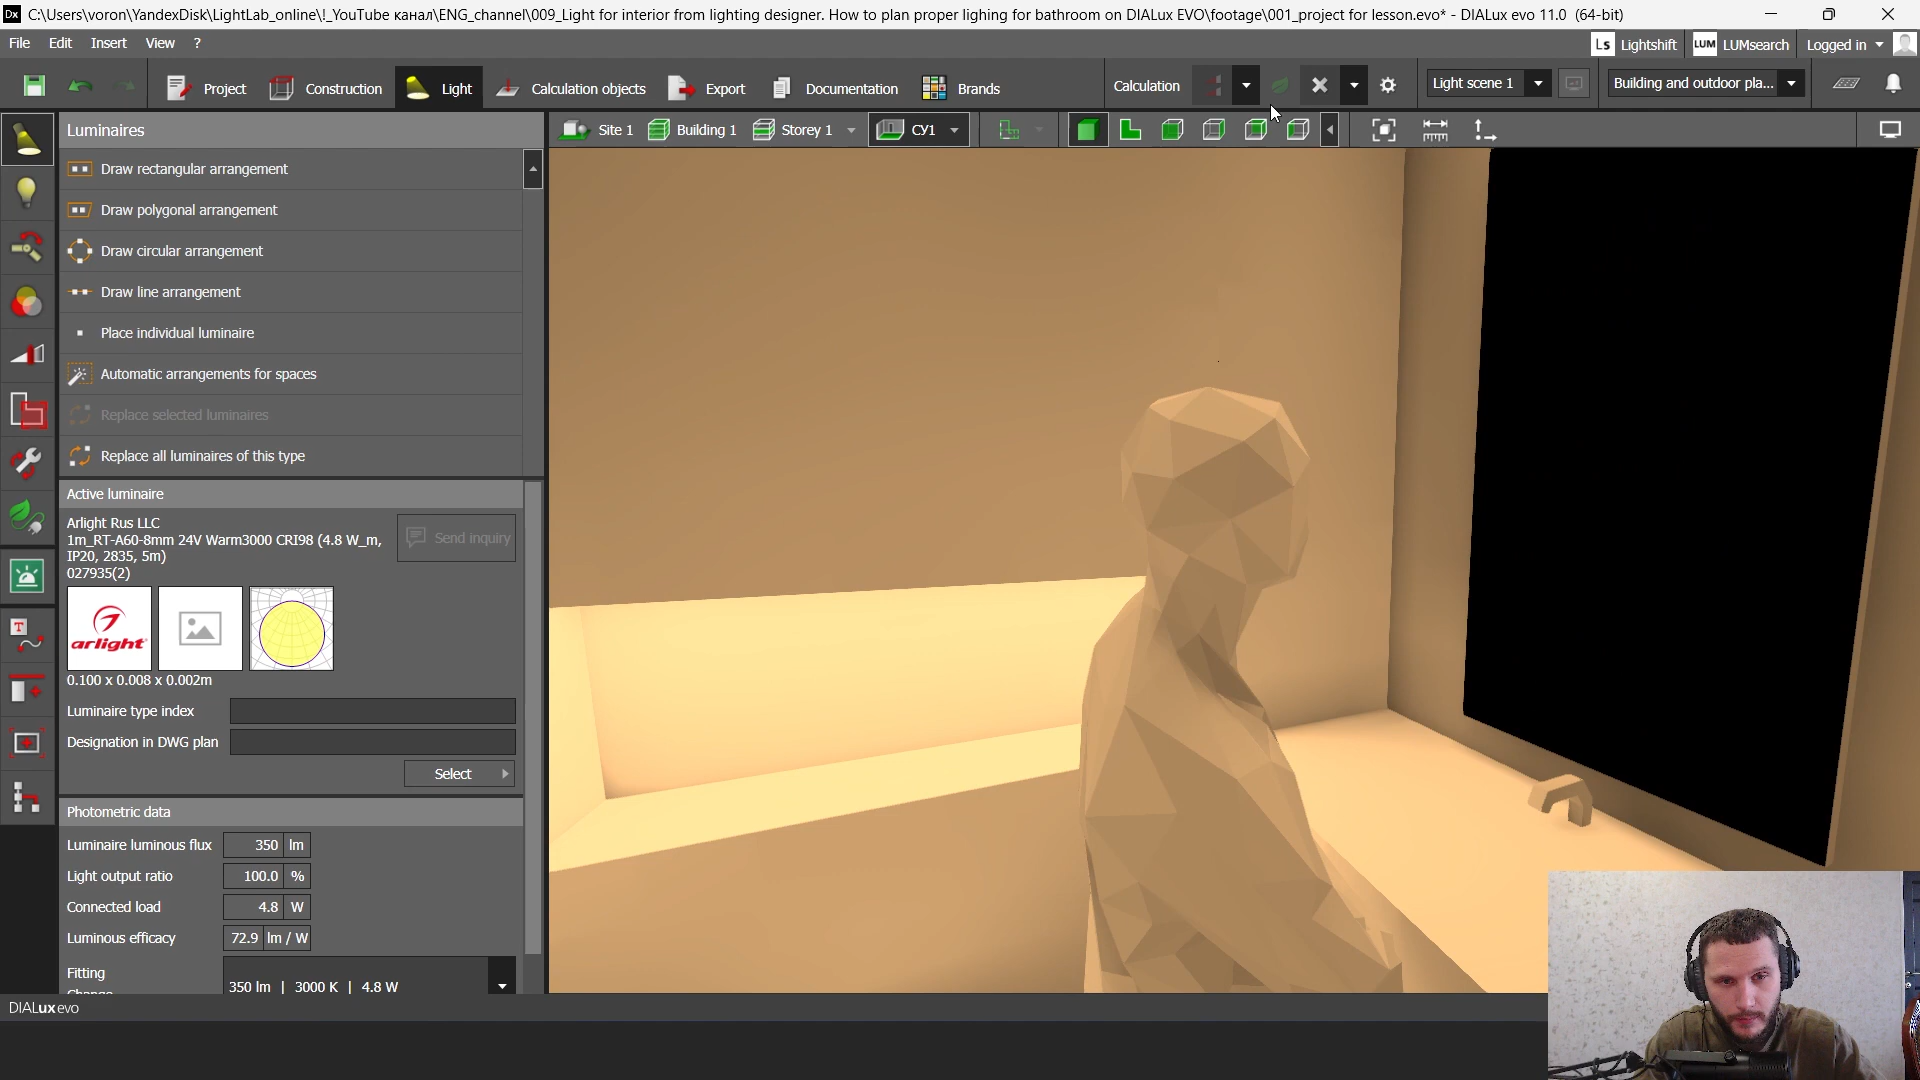 Dx C:\Users\voron\YandexDisk\LightLab_online\!_YouTube канал\ENG_channel\009_Light for interior from lighting designer. How to plan proper lighing for bathroom on DIALux EVO\footage\001_project for lesson.evo* - DIALux evo 11.0 (64-bit)
File Edit Insert View ? Ls Lightshift LUM LUMsearch Logged in
Project Construction Light Calculation objects Export Documentation Brands Calculation Light scene 1 Building and outdoor pla...
Luminaires Site 1 Building 1 Storey 1 СУ1
Draw rectangular arrangement
Draw polygonal arrangement
Draw circular arrangement
Draw line arrangement
Place individual luminaire
Automatic arrangements for spaces
Replace selected luminaires
Replace all luminaires of this type
Active luminaire
Arlight Rus LLC
1m_RT-A60-8mm 24V Warm3000 CRI98 (4.8 W_m, IP20, 2835, 5m)
027935(2)
Send inquiry
arlight
0.100 x 0.008 x 0.002m
Luminaire type index
Designation in DWG plan
Select
Photometric data
Luminaire luminous flux 350 lm
Light output ratio 100.0 %
Connected load 4.8 W
Luminous efficacy 72.9 lm / W
Fitting
350 lm | 3000 K | 4.8 W
DIALux evo